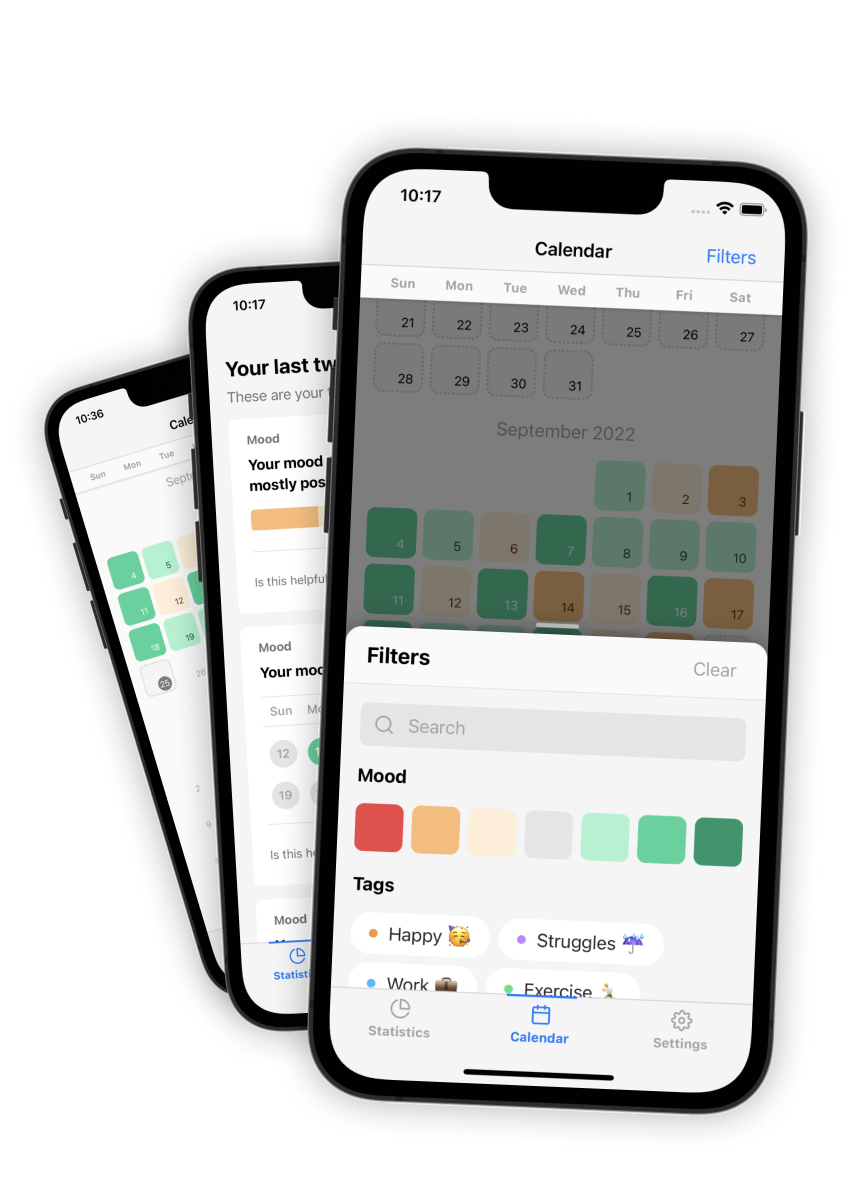 10:17
Calendar
Filters
Sun Mon Tue Wed Thu Fri Sat
21 22 23 24 25 26 27
28 29 30 31
September 2022
1 2 3
4 5 6 7 8 9 10
11 12 13 14 15 16 17
Filters
Clear
Search
Mood
Tags
Happy 🥳
Struggles ☔
Work 💼
Exercise
Statistics
Calendar
Settings
10:17
Your last tw
These are your
Mood
Your mood
mostly pos
Is this helpful
Mood
Your moo
Sun Mo
12
19
Is this he
Mood
Statisti
10:36
Cale
Sun Mon Tue
Septe
4 5
11 12
18 19
25 26
2
9